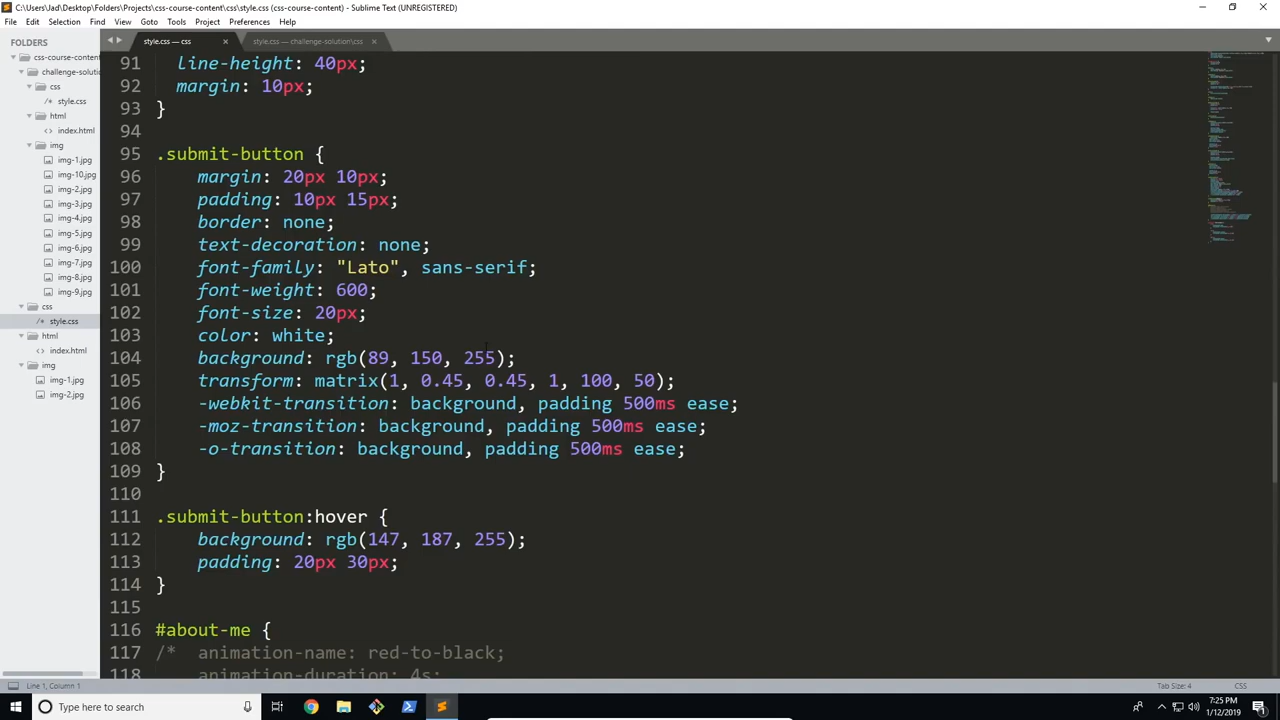 C:\Users\Jad\Desktop\Folders\Projects\css-course-content\css\style.css (css-course-content) - Sublime Text (UNREGISTERED)
File Edit Selection Find View Goto Tools Project Preferences Help
FOLDERS
css-course-content
challenge-solutio
css
style.css
html
index.html
img
img-1.jpg
img-10.jpg
img-2.jpg
img-3.jpg
img-4.jpg
img-5.jpg
img-6.jpg
img-7.jpg
img-8.jpg
img-9.jpg
css
style.css
html
index.html
img
img-1.jpg
img-2.jpg
style.css — css
style.css — challenge-solution\css
91 line-height: 40px;
92 margin: 10px;
93 }
94
95 .submit-button {
96 margin: 20px 10px;
97 padding: 10px 15px;
98 border: none;
99 text-decoration: none;
100 font-family: "Lato", sans-serif;
101 font-weight: 600;
102 font-size: 20px;
103 color: white;
104 background: rgb(89, 150, 255);
105 transform: matrix(1, 0.45, 0.45, 1, 100, 50);
106 -webkit-transition: background, padding 500ms ease;
107 -moz-transition: background, padding 500ms ease;
108 -o-transition: background, padding 500ms ease;
109 }
110
111 .submit-button:hover {
112 background: rgb(147, 187, 255);
113 padding: 20px 30px;
114 }
115
116 #about-me {
117 /* animation-name: red-to-black;
118 animation-duration: 4s;
Line 1, Column 1
Tab Size: 4
CSS
Type here to search
7:25 PM
1/12/2019